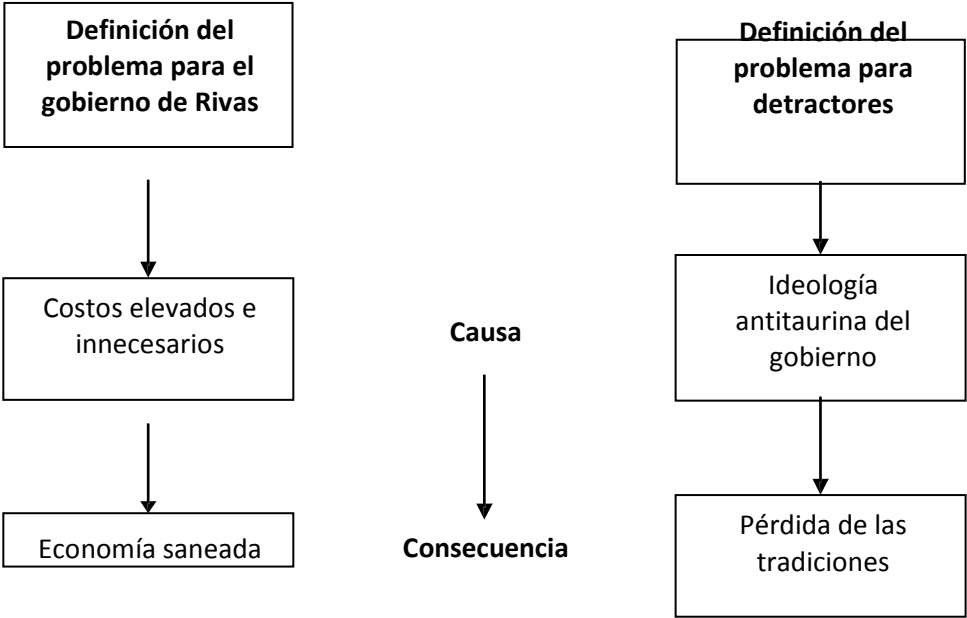 Definición del
problema para el
gobierno de Rivas
Costos elevados e
innecesarios
Economía saneada
Causa
Consecuencia
Definición del
problema para
detractores
Ideología
antitaurina del
gobierno
Pérdida de las
tradiciones